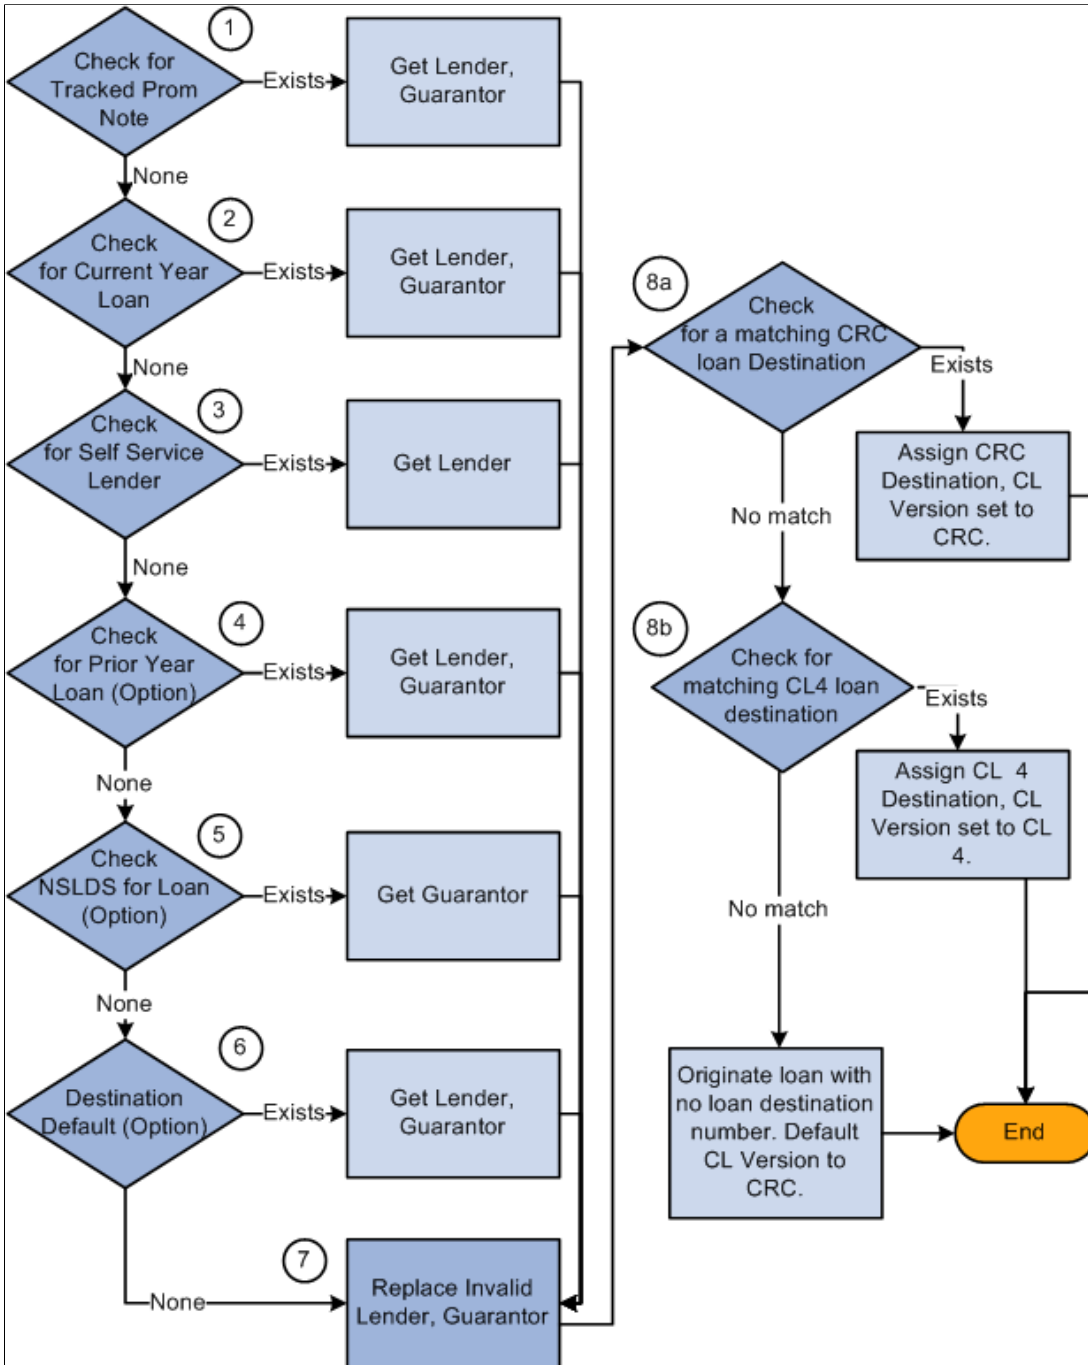 1
Check for
Tracked Prom
Note
Exists
Get Lender,
Guarantor
None
2
Check
for Current Year
Loan
Exists
Get Lender,
Guarantor
None
3
Check
for Self Service
Lender
Exists
Get Lender
None
4
Check
for Prior Year
Loan (Option)
Exists
Get Lender,
Guarantor
None
5
Check
NSLDS for Loan
(Option)
Exists
Get Guarantor
None
6
Destination
Default (Option)
Exists
Get Lender,
Guarantor
None
7
Replace Invalid
Lender, Guarantor
8a
Check
for a matching CRC
loan Destination
Exists
Assign CRC
Destination, CL
Version set to
CRC.
No match
8b
Check for
matching CL4 loan
destination
Exists
Assign CL 4
Destination, CL
Version set to CL
4.
No match
Originate loan with
no loan destination
number. Default
CL Version to
CRC.
End